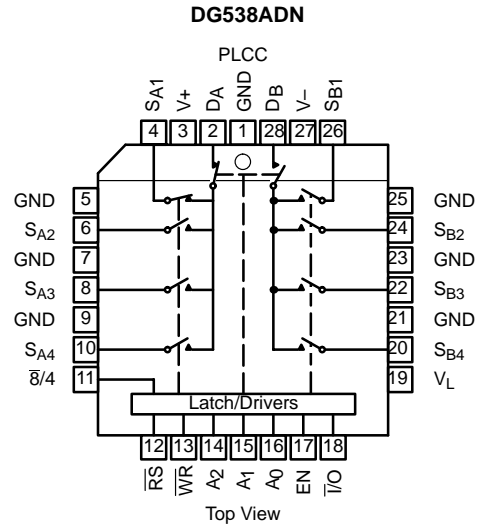 DG538ADN
PLCC
SA1 V+ DA GND DB V– SB1
4 3 2 1 28 27 26
GND 5 25 GND
SA2 6 24 SB2
GND 7 23 GND
SA3 8 22 SB3
GND 9 21 GND
SA4 10 20 SB4
8̅/4 11 19 VL
Latch/Drivers
12 13 14 15 16 17 18
R̅S̅ W̅R̅ A2 A1 A0 EN I̅/O
Top View